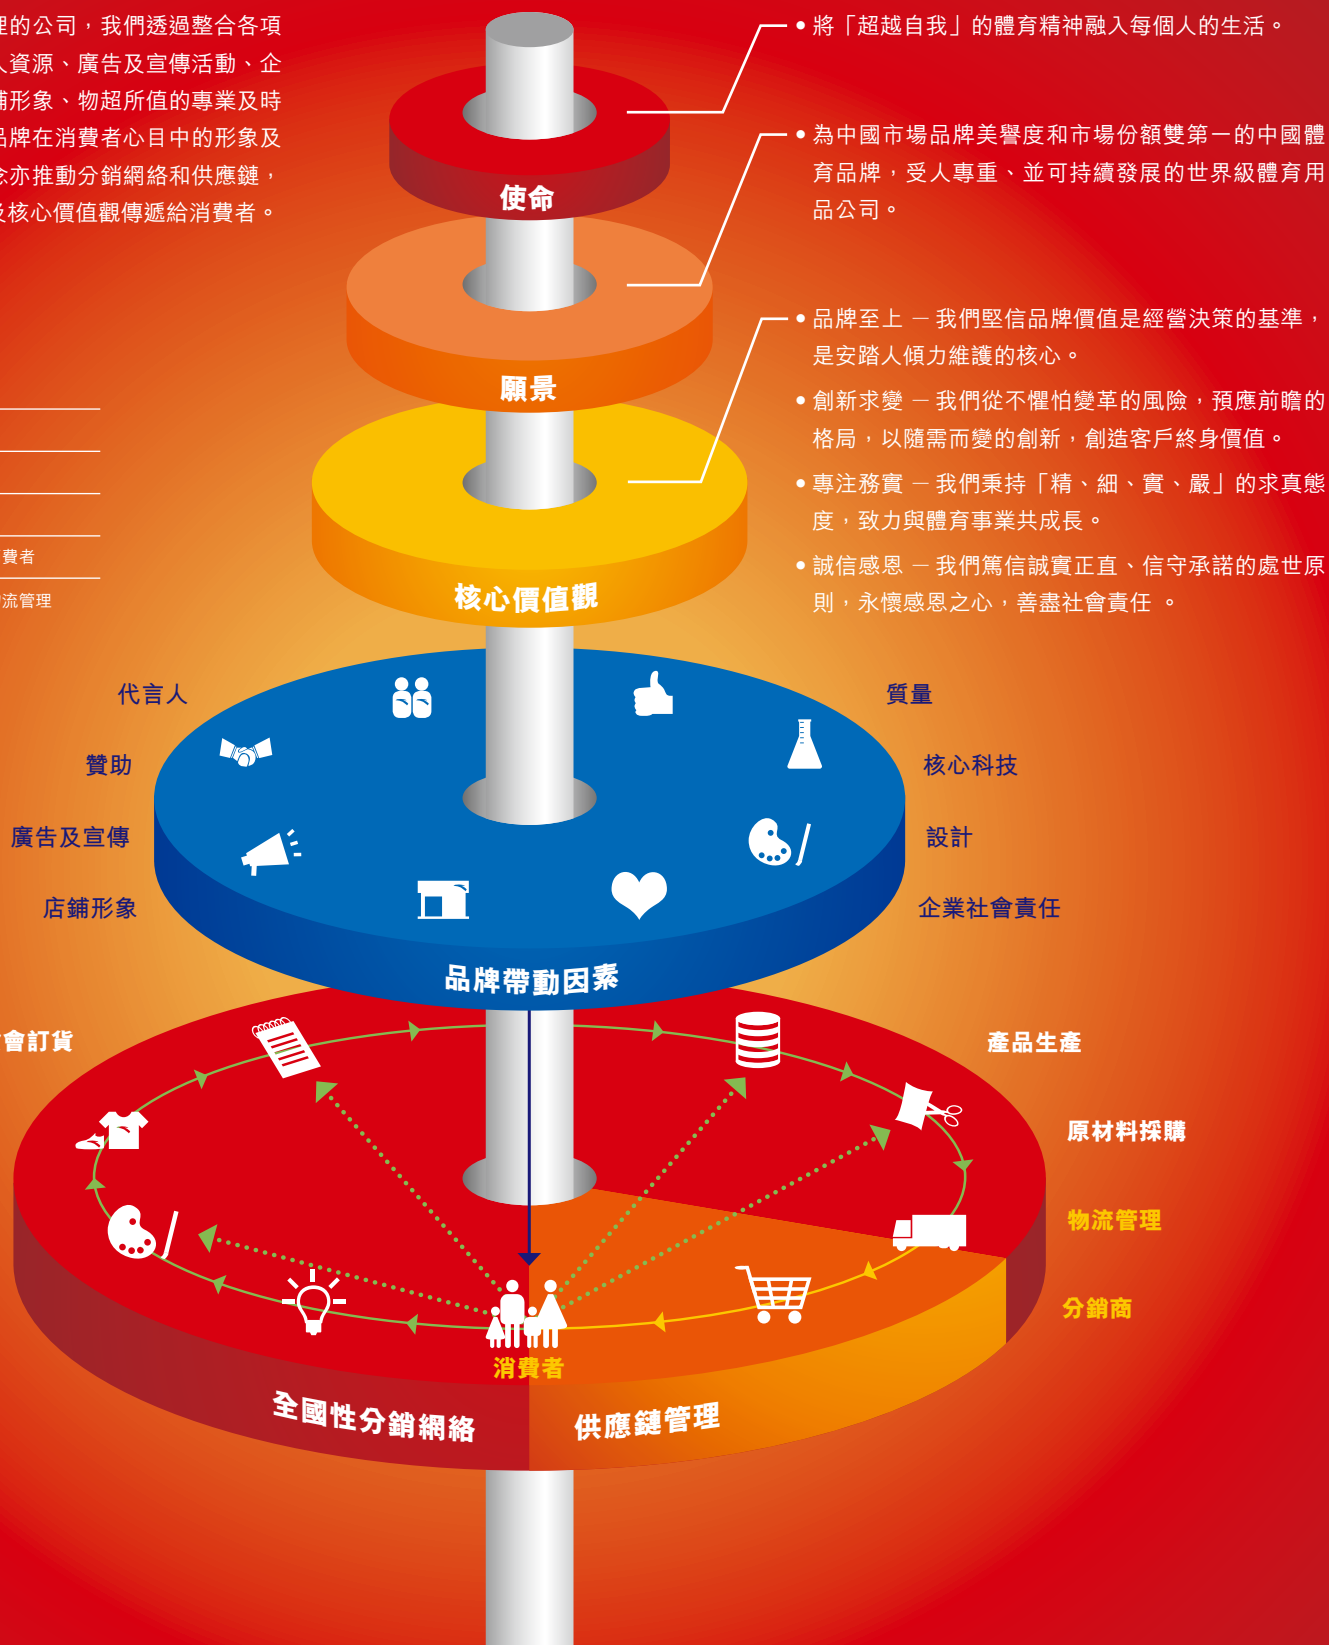 理的公司，我們透過整合各項
人資源、廣告及宣傳活動、企
鋪形象、物超所值的專業及時
品牌在消費者心目中的形象及
念亦推動分銷網絡和供應鏈，
及核心價值觀傳遞給消費者。
• 將「超越自我」的體育精神融入每個人的生活。
• 為中國市場品牌美譽度和市場份額雙第一的中國體
育品牌，受人專重、並可持續發展的世界級體育用
品公司。
• 品牌至上 — 我們堅信品牌價值是經營決策的基準，
是安踏人傾力維護的核心。
• 創新求變 — 我們從不懼怕變革的風險，預應前瞻的
格局，以隨需而變的創新，創造客戶終身價值。
• 專注務實 — 我們秉持「精、細、實、嚴」的求真態
度，致力與體育事業共成長。
• 誠信感恩 — 我們篤信誠實正直、信守承諾的處世原
則，永懷感恩之心，善盡社會責任 。
使命
願景
核心價值觀
費者
流管理
代言人
贊助
廣告及宣傳
店鋪形象
質量
核心科技
設計
企業社會責任
品牌帶動因素
會訂貨
產品生產
原材料採購
物流管理
分銷商
消費者
全國性分銷網絡
供應鏈管理